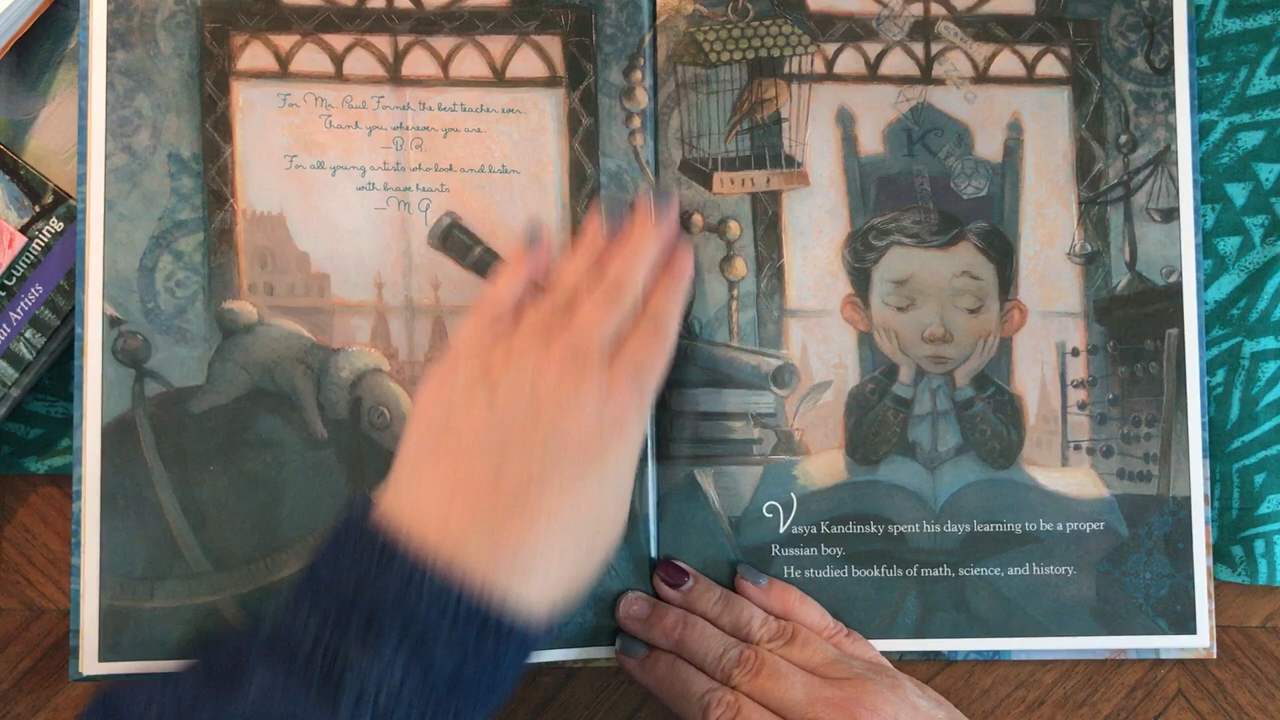 For Mr. Paul Forneh, the best teacher ever.
Thank you, wherever you are.
—B. R.
For all young artists who look and listen
with brave hearts
—M G
K
Vasya Kandinsky spent his days learning to be a proper
Russian boy.
He studied bookfuls of math, science, and history.
Cumming
Artists